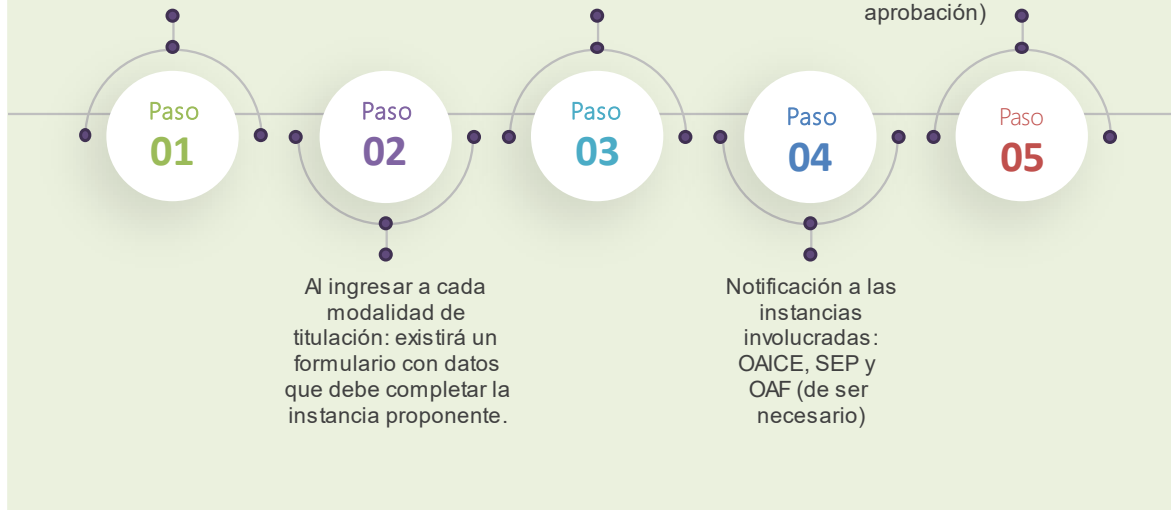 aprobación)
Paso
01
Paso
02
Paso
03
Paso
04
Paso
05
Al ingresar a cada
modalidad de
titulación: existirá un
formulario con datos
que debe completar la
instancia proponente.
Notificación a las
instancias
involucradas:
OAICE, SEP y
OAF (de ser
necesario)